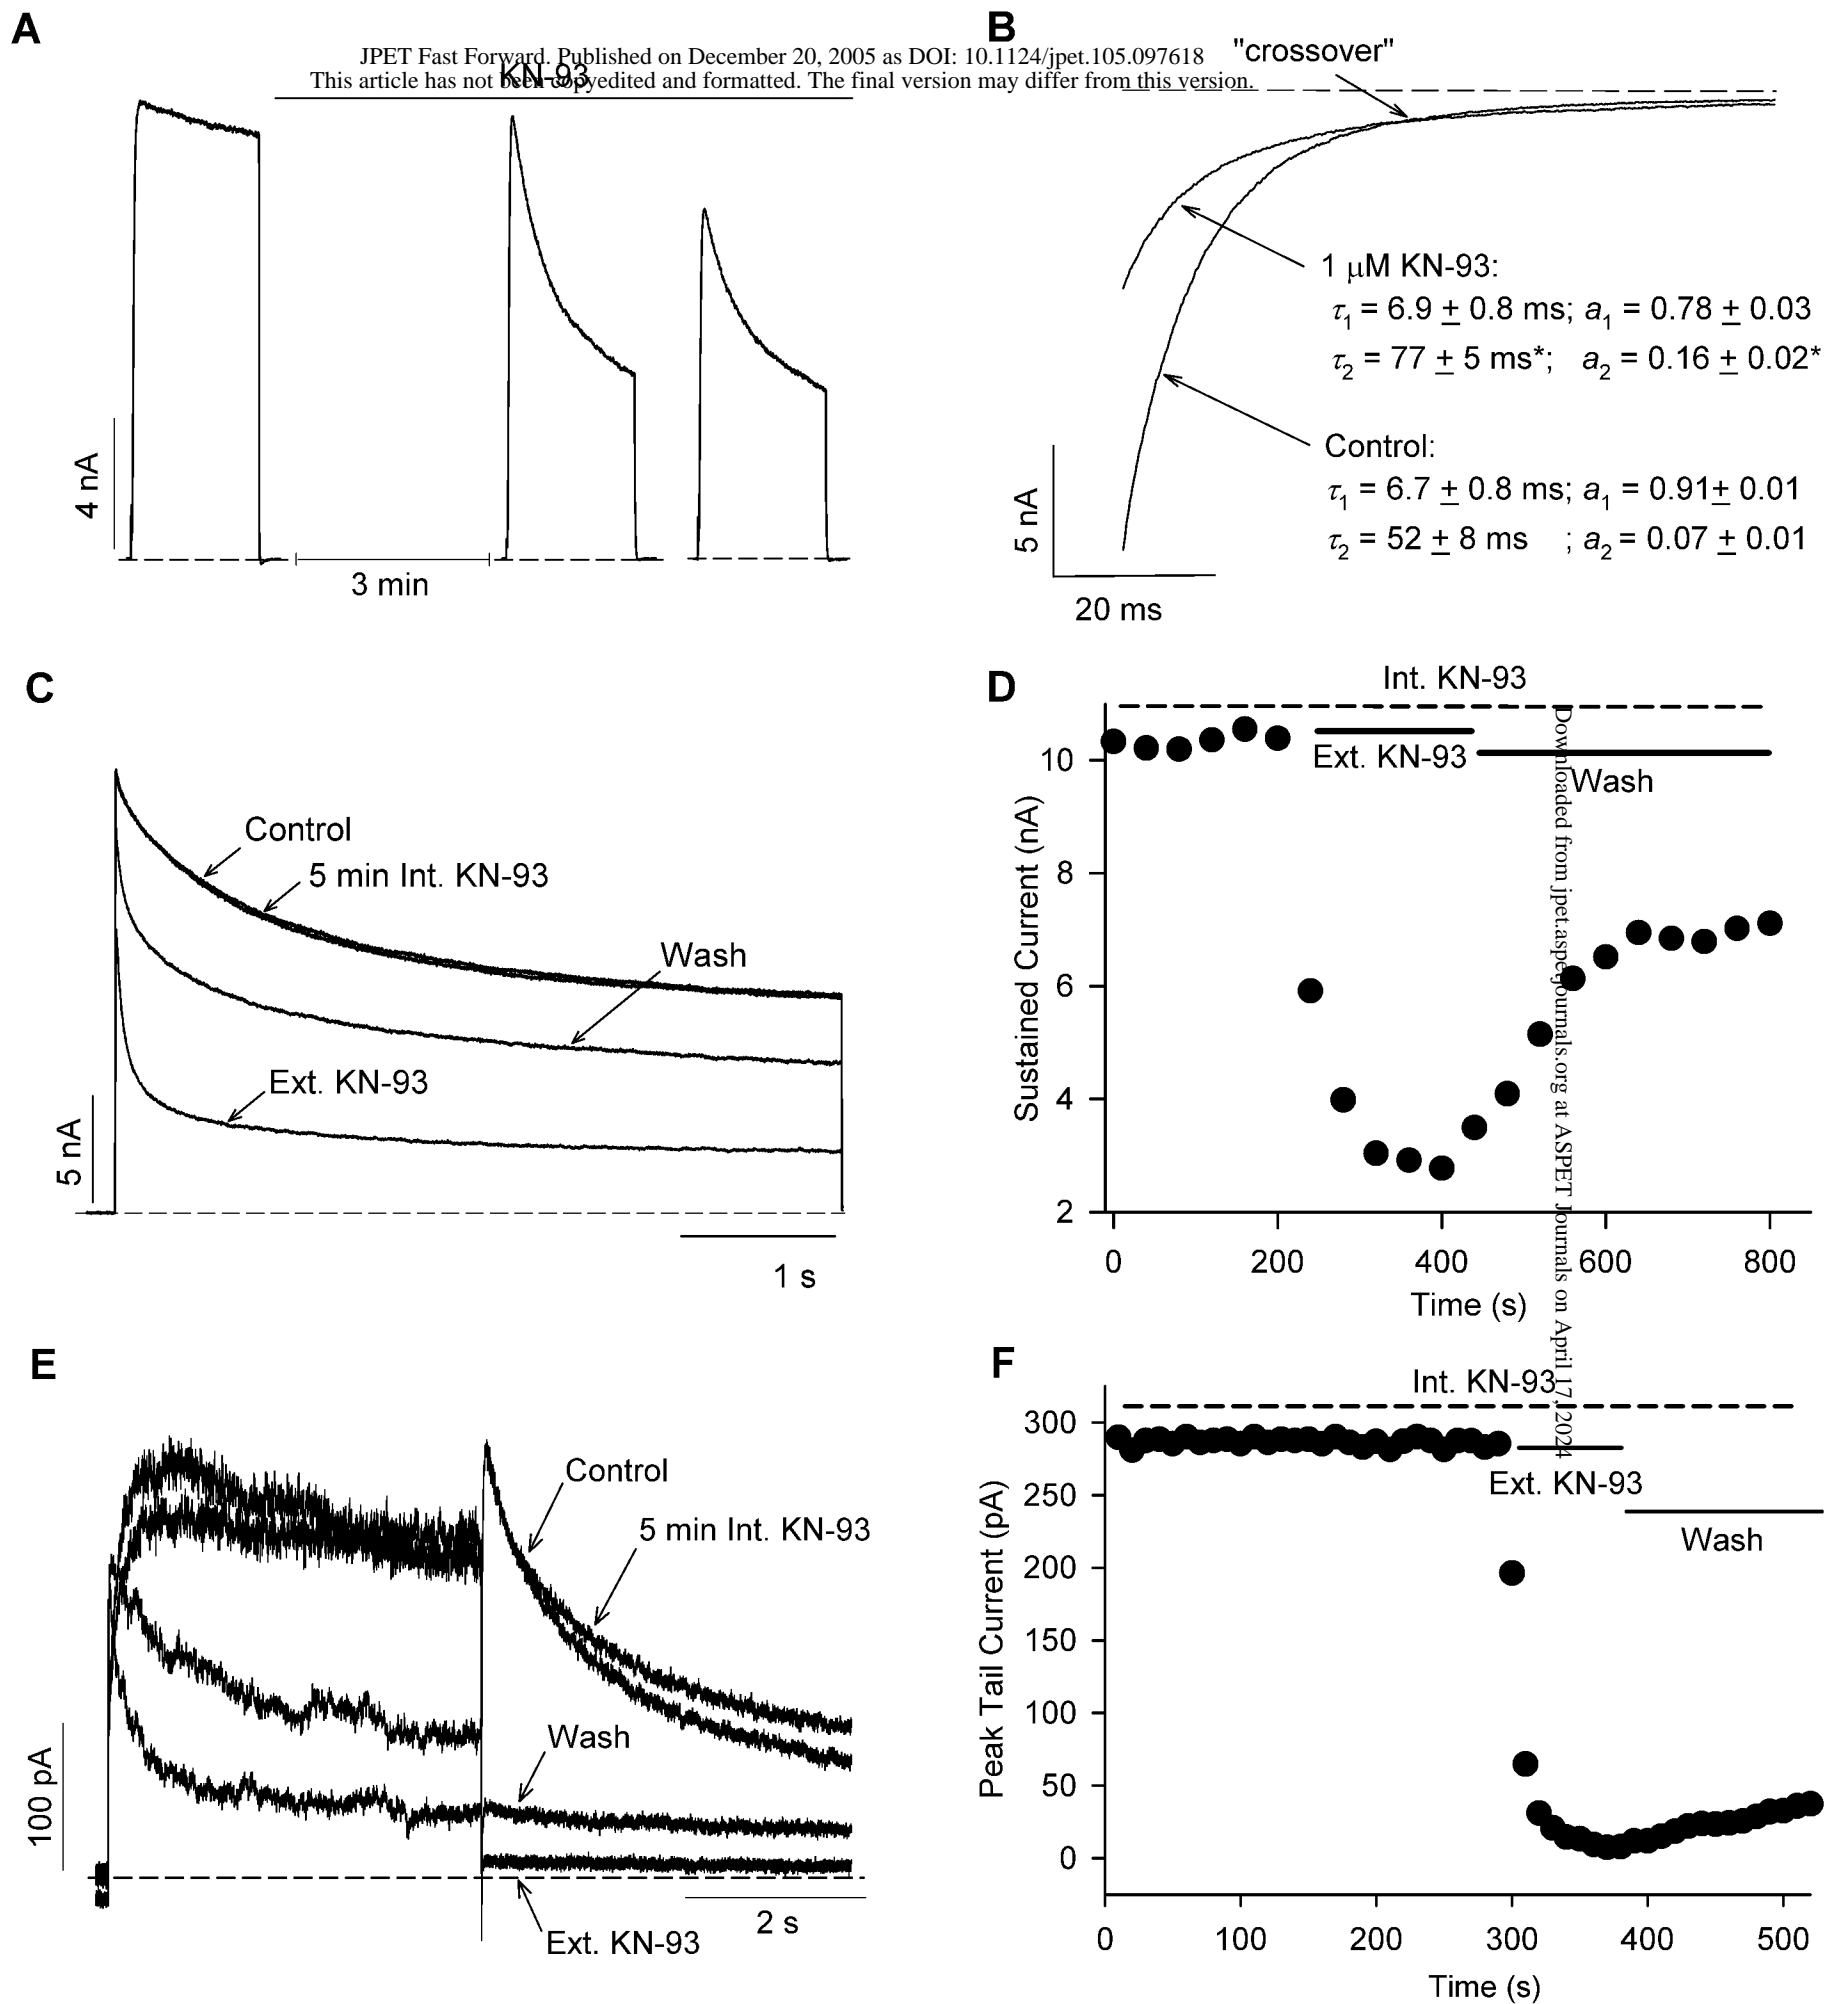 A
B
JPET Fast Forward. Published on December 20, 2005 as DOI: 10.1124/jpet.105.097618
This article has not been copyedited and formatted. The final version may differ from this version.
KN-93
4 nA
3 min
"crossover"
1 μM KN-93:
τ1 = 6.9 ± 0.8 ms; a1 = 0.78 ± 0.03
τ2 = 77 ± 5 ms*; a2 = 0.16 ± 0.02*
Control:
τ1 = 6.7 ± 0.8 ms; a1 = 0.91± 0.01
τ2 = 52 ± 8 ms ; a2 = 0.07 ± 0.01
5 nA
20 ms
C
Control
5 min Int. KN-93
Wash
Ext. KN-93
5 nA
1 s
D
Int. KN-93
Ext. KN-93
Wash
Sustained Current (nA)
10
8
6
4
2
0 200 400 600 800
Time (s)
Downloaded from jpet.aspetjournals.org at ASPET Journals on April 17, 2024
E
Control
5 min Int. KN-93
Wash
Ext. KN-93
100 pA
2 s
F
Int. KN-93
Ext. KN-93
Wash
Peak Tail Current (pA)
300
250
200
150
100
50
0
0 100 200 300 400 500
Time (s)